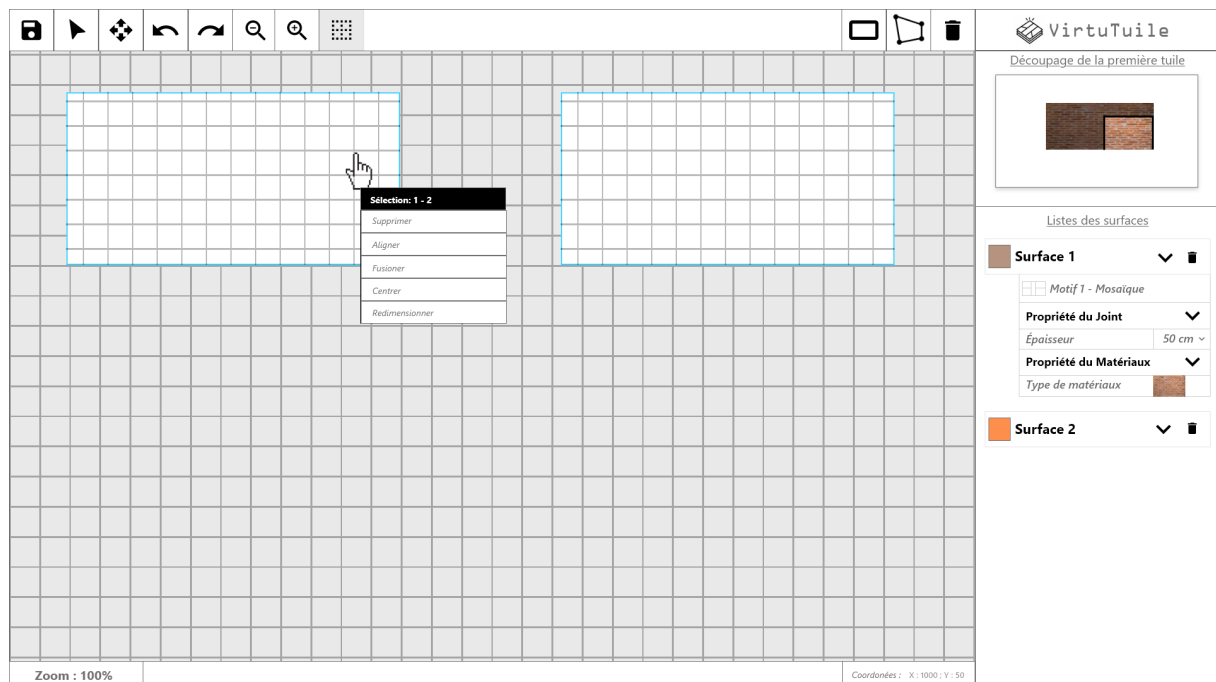 VirtuTuile
Découpage de la première tuile
Sélection: 1 - 2
Supprimer
Aligner
Fusioner
Centrer
Redimensionner
Listes des surfaces
Surface 1
Motif 1 - Mosaïque
Propriété du Joint
Épaisseur 50 cm
Propriété du Matériaux
Type de matériaux
Surface 2
Zoom : 100%
Coordonées : X : 1000 ; Y : 50